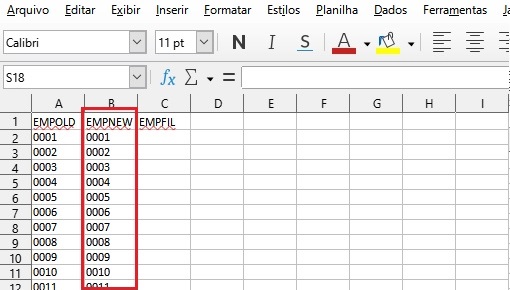 Arquivo Editar Exibir Inserir Formatar Estilos Planilha Dados Ferramentas
Calibri 11 pt N I S A
S18 fx Σ =
A B C D E F G H I
1 EMPOLD EMPNEW EMPFIL
2 0001 0001
3 0002 0002
4 0003 0003
5 0004 0004
6 0005 0005
7 0006 0006
8 0007 0007
9 0008 0008
10 0009 0009
11 0010 0010
12 0011 0011